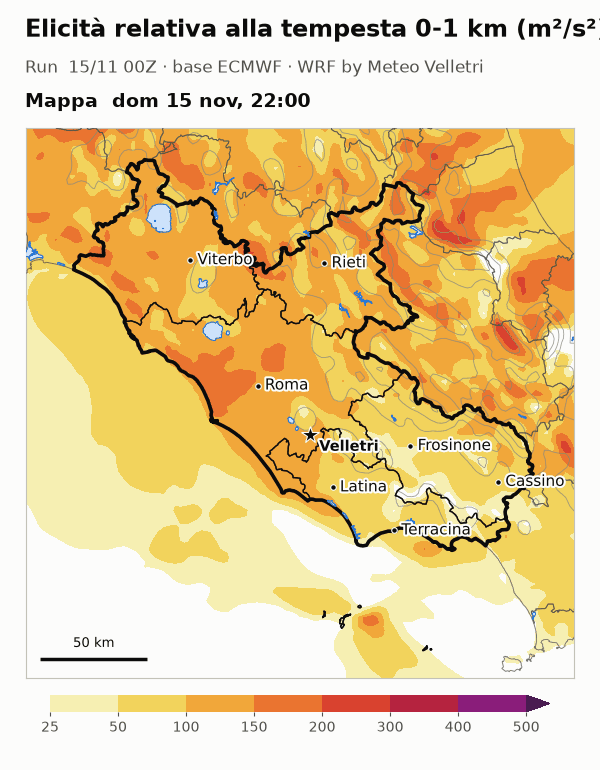 Elicità relativa alla tempesta 0-1 km (m²/s²)
Run 15/11 00Z · base ECMWF · WRF by Meteo Velletri
Mappa dom 15 nov, 22:00
Viterbo
Rieti
Roma
Velletri
Frosinone
Latina
Cassino
Terracina
50 km
25 50 100 150 200 300 400 500